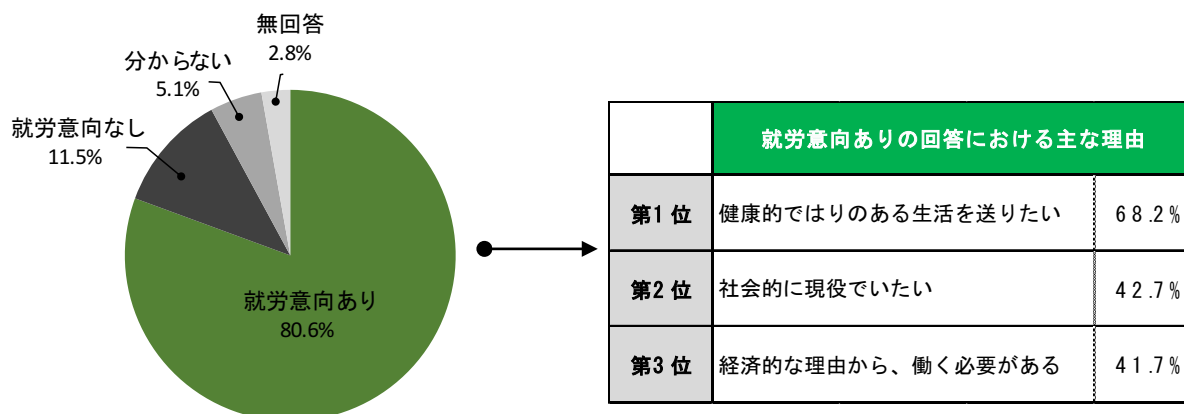 無回答
2.8%
分からない
5.1%
就労意向なし
11.5%
就労意向あり
80.6%
就労意向ありの回答における主な理由
第1位 健康的ではりのある生活を送りたい 68.2%
第2位 社会的に現役でいたい 42.7%
第3位 経済的な理由から、働く必要がある 41.7%